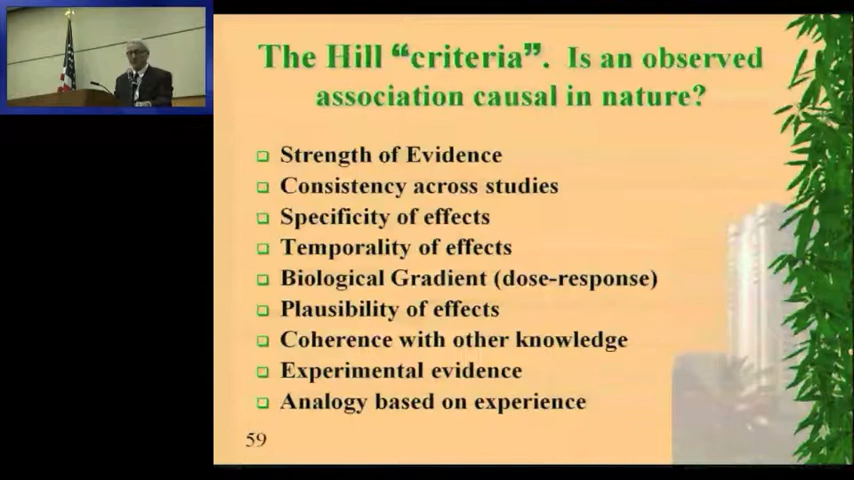 The Hill “criteria”. Is an observed
association causal in nature?
Strength of Evidence
Consistency across studies
Specificity of effects
Temporality of effects
Biological Gradient (dose-response)
Plausibility of effects
Coherence with other knowledge
Experimental evidence
Analogy based on experience
59